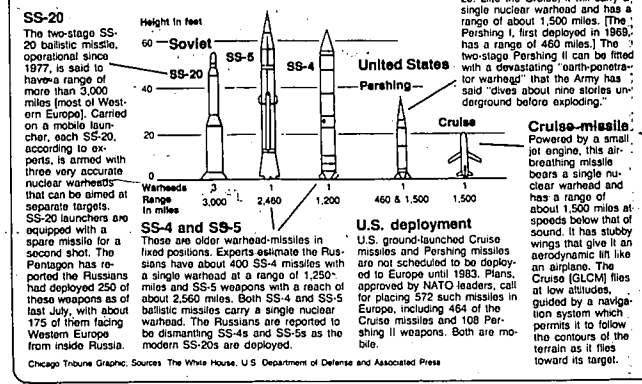 SS-20
The two-stage SS-
20 ballistic missile,
operational since
1977, is said to
have a range of
more than 3,000
miles [most of West-
ern Europe]. Carried
on a mobile laun-
cher, each SS-20,
according to ex-
perts, is armed with
three very accurate
nuclear warheads
that can be aimed at
separate targets.
SS-20 launchers are
equipped with a
spare missile for a
second shot. The
Pentagon has re-
ported the Russians
had deployed 250 of
these weapons as of
last July, with about
175 of them facing
Western Europe
from inside Russia.
Height in feet
60
Soviet
SS-20
SS-5
SS-4
40
20
0
United States
Pershing
Cruise
Warheads 3 1 1 1 1
Range 3,000 2,460 1,200 460 & 1,500 1,500
in miles
SS-4 and SS-5
These are older warhead-missiles in
fixed positions. Experts estimate the Rus-
sians have about 400 SS-4 missiles with
a single warhead at a range of 1,250
miles and SS-5 weapons with a reach of
about 2,560 miles. Both SS-4 and SS-5
ballistic missiles carry a single nuclear
warhead. The Russians are reported to
be dismantling SS-4s and SS-5s as the
modern SS-20s are deployed.
U.S. deployment
U.S. ground-launched Cruise
missiles and Pershing missiles
are not scheduled to be deploy-
ed to Europe until 1983. Plans,
approved by NATO leaders, call
for placing 572 such missiles in
Europe, including 464 of the
Cruise missiles and 108 Per-
shing II weapons. Both are mo-
bile.
single nuclear warhead and has a
range of about 1,500 miles. [The
Pershing I, first deployed in 1969,
has a range of 460 miles.] The
two-stage Pershing II can be fitted
with a devastating "earth-penetra-
tor warhead" that the Army has
said "dives about nine stories un-
derground before exploding."
Cruise missile
Powered by a small
jet engine, this air-
breathing missile
bears a single nu-
clear warhead and
has a range of
about 1,500 miles at
speeds below that of
sound. It has stubby
wings that give it an
aerodynamic lift like
an airplane. The
Cruise [GLCM] flies
at low altitudes,
guided by a naviga-
tion system which
permits it to follow
the contours of the
terrain as it flies
toward its target.
Chicago Tribune Graphic; Sources The White House, U.S Department of Defense and Associated Press